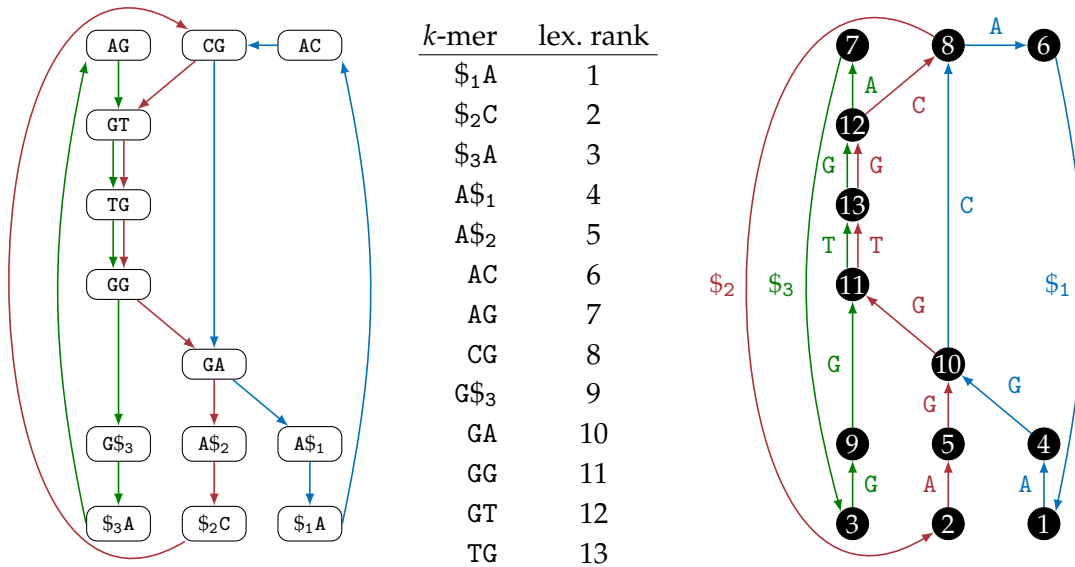 AG CG AC
GT
TG
GG
GA
G$₃ A$₂ A$₁
$₃A $₂C $₁A
k-mer lex. rank
$₁A 1
$₂C 2
$₃A 3
A$₁ 4
A$₂ 5
AC 6
AG 7
CG 8
G$₃ 9
GA 10
GG 11
GT 12
TG 13
7 8 A 6
A C
12
G G
13 C
T T
$₂ $₃ 11 $₁
G
G 10
G G
9 5 4
G A A
3 2 1